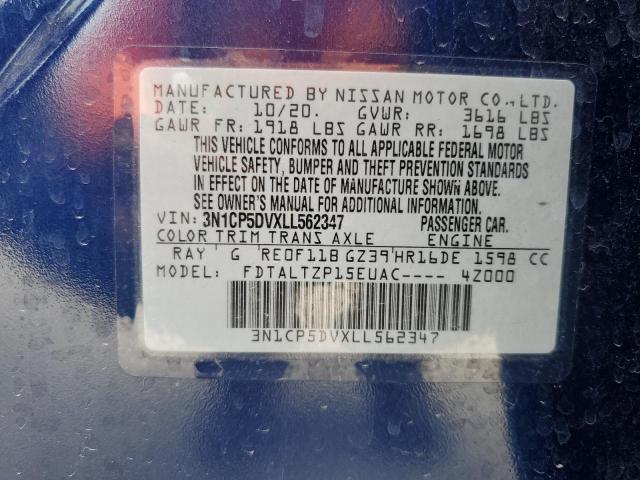 MANUFACTURED BY NISSAN MOTOR CO., LTD.
DATE: 10/20. GVWR: 3616 LBS
GAWR FR: 1918 LBS GAWR RR: 1698 LBS
THIS VEHICLE CONFORMS TO ALL APPLICABLE FEDERAL MOTOR
VEHICLE SAFETY, BUMPER AND THEFT PREVENTION STANDARDS
IN EFFECT ON THE DATE OF MANUFACTURE SHOWN ABOVE.
SEE OWNER'S MANUAL FOR ADDITIONAL INFORMATION.
VIN: 3N1CP5DVXLL562347 PASSENGER CAR.
COLOR TRIM TRANS AXLE ENGINE
RAY G RE0F11B GZ39 HR16DE 1598 CC
MODEL: FDTALTZP15EUAC---- 4Z000
3N1CP5DVXLL562347